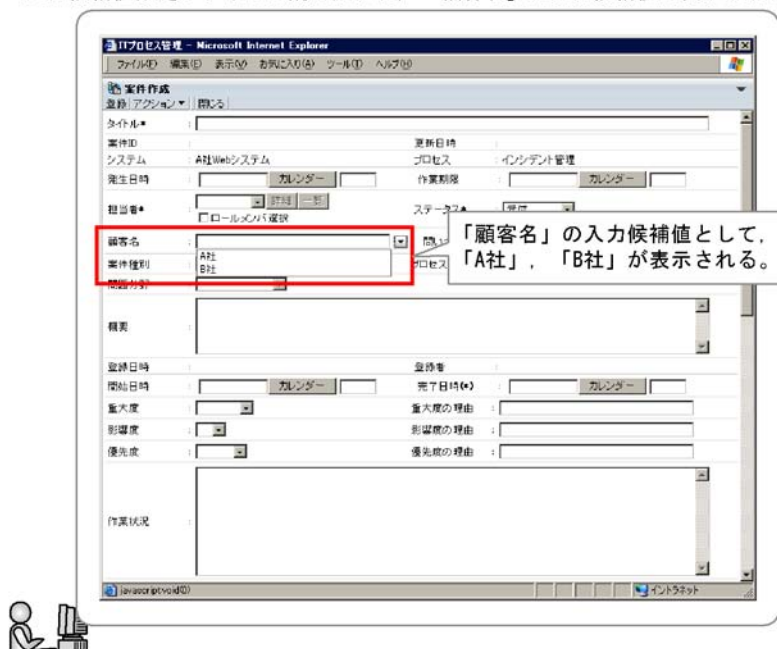 ITプロセス管理 - Microsoft Internet Explorer
ファイル(F) 編集(E) 表示(V) お気に入り(A) ツール(T) ヘルプ(H)
案件作成
登録 アクション▼ 閉じる
タイトル* :
案件ID : 更新日時 :
システム : A社Webシステム プロセス : インシデント管理
発生日時 : カレンダー 作業期限 : カレンダー
担当者* : 詳細 一覧 ステータス* : 受付
ロールメンバ選択
顧客名 :
案件種別 : A社
B社
「顧客名」の入力候補値として,
「A社」, 「B社」が表示される。
概要 :
登録日時 : 登録者 :
開始日時 : カレンダー 完了日時(*) : カレンダー
重大度 : 重大度の理由 :
影響度 : 影響度の理由 :
優先度 : 優先度の理由 :
作業状況 :
javascript:void(0) イントラネット